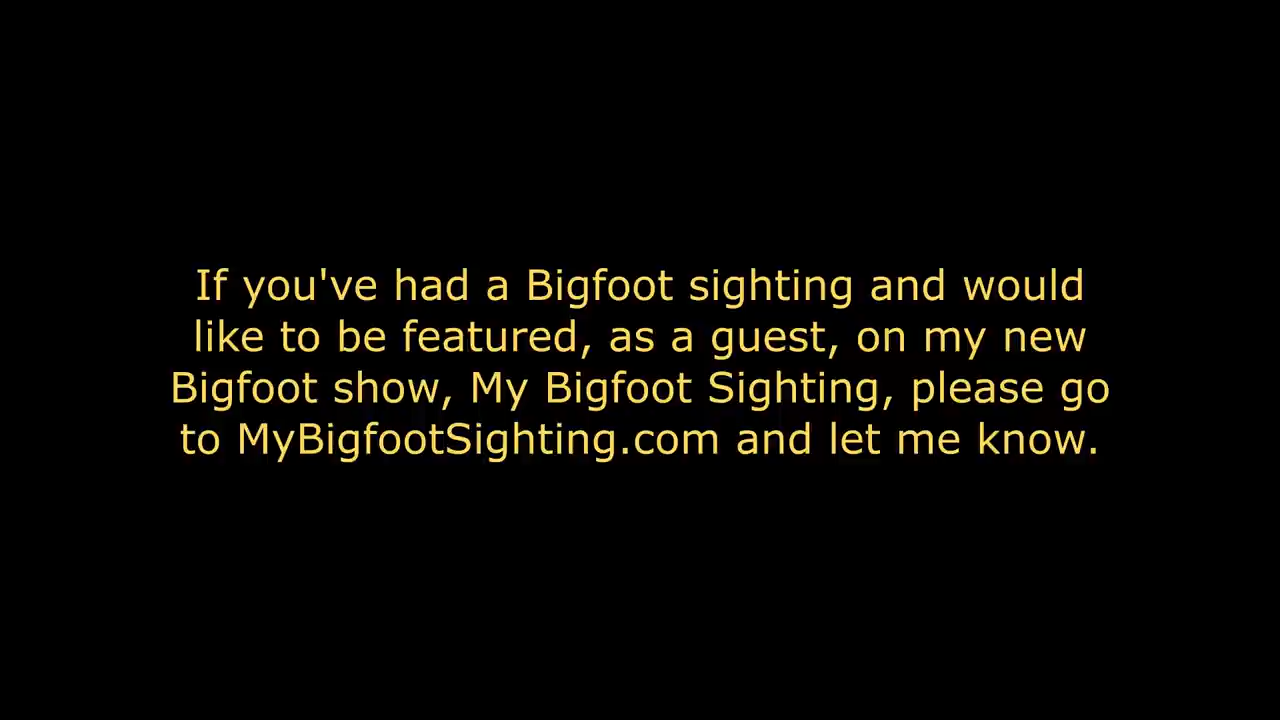 If you've had a Bigfoot sighting and would
like to be featured, as a guest, on my new
Bigfoot show, My Bigfoot Sighting, please go
to MyBigfootSighting.com and let me know.